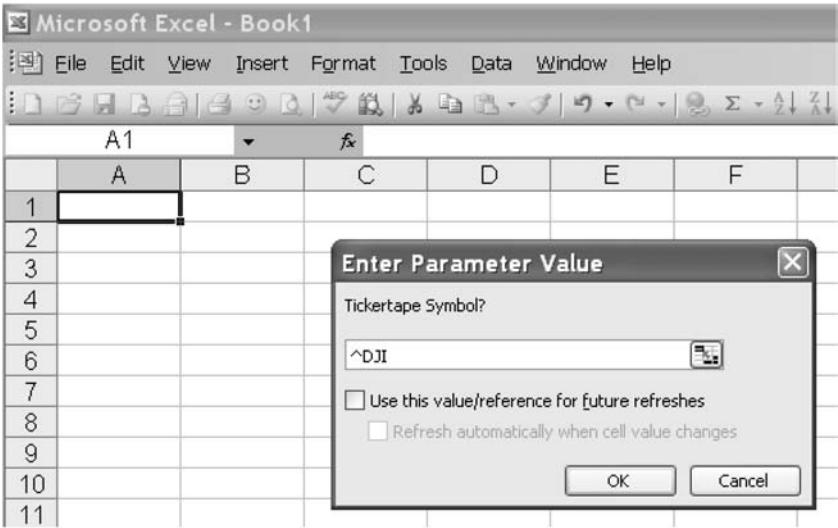 Microsoft Excel - Book1
File Edit View Insert Format Tools Data Window Help
ABC Σ A Z Z
A1 fx
A B C D E F
1
2
3 Enter Parameter Value
4 Tickertape Symbol?
5
6 ^DJI
7 Use this value/reference for future refreshes
8 Refresh automatically when cell value changes
9
10 OK Cancel
11